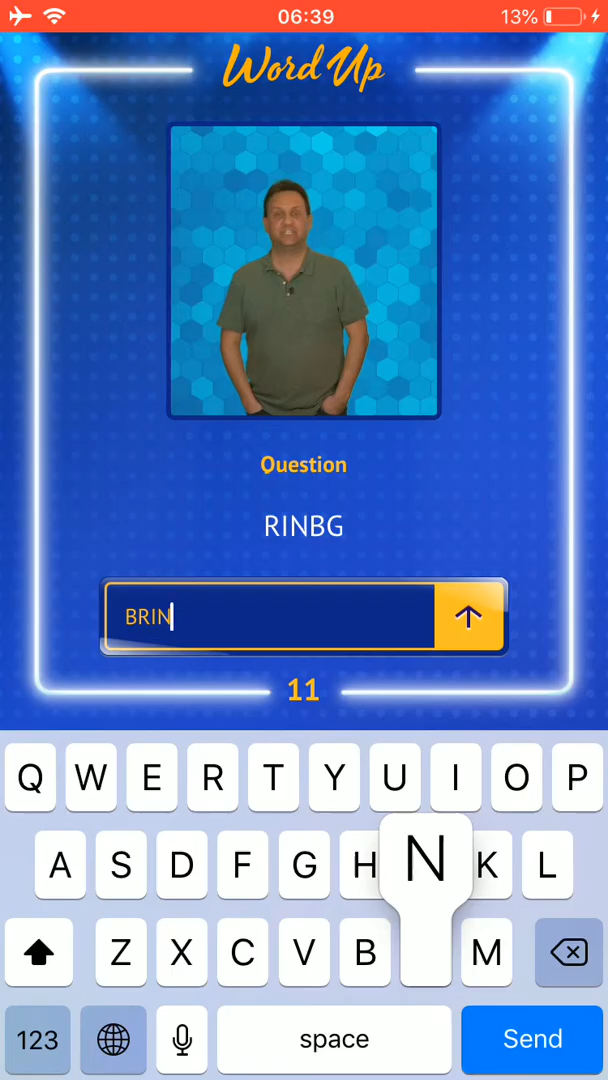 06:39
13%
Word Up
Question
RINBG
BRIN
11
Q W E R T Y U I O P
A S D F G H N K L
Z X C V B M
123 space Send